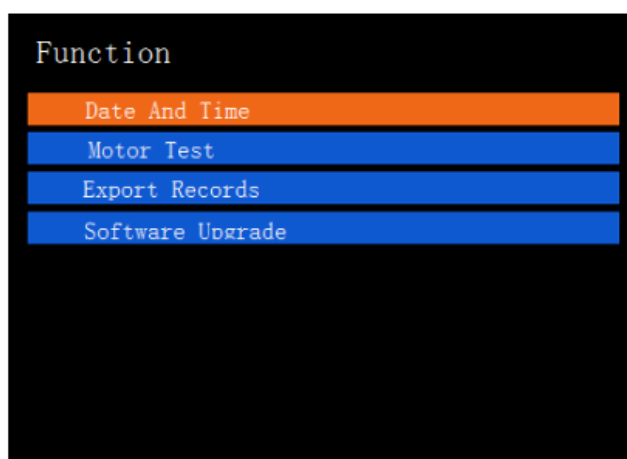 Function
Date And Time
Motor Test
Export Records
Software Upgrade